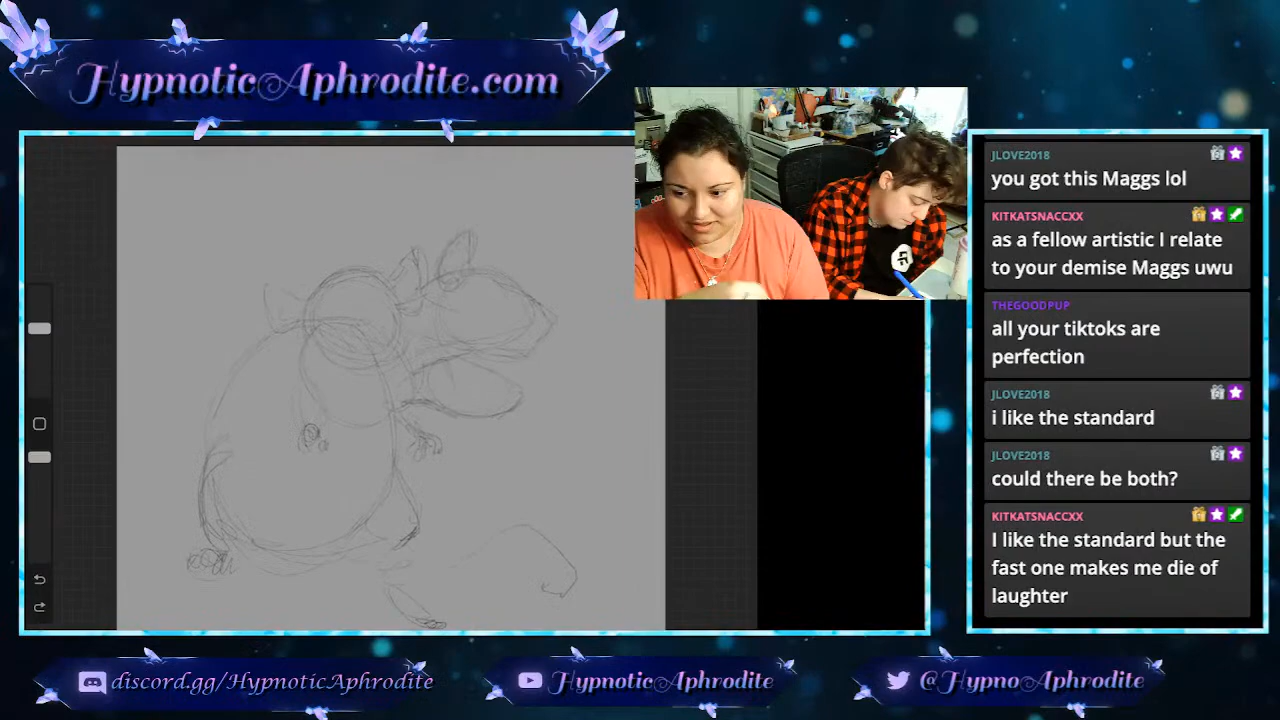 HypnoticAphrodite.com
JLOVE2018
you got this Maggs lol
KITKATSNACCXX
as a fellow artistic I relate
to your demise Maggs uwu
THEGOODPUP
all your tiktoks are
perfection
JLOVE2018
i like the standard
JLOVE2018
could there be both?
KITKATSNACCXX
I like the standard but the
fast one makes me die of
laughter
discord.gg/HypnoticAphrodite
HypnoticAphrodite
@HypnoAphrodite